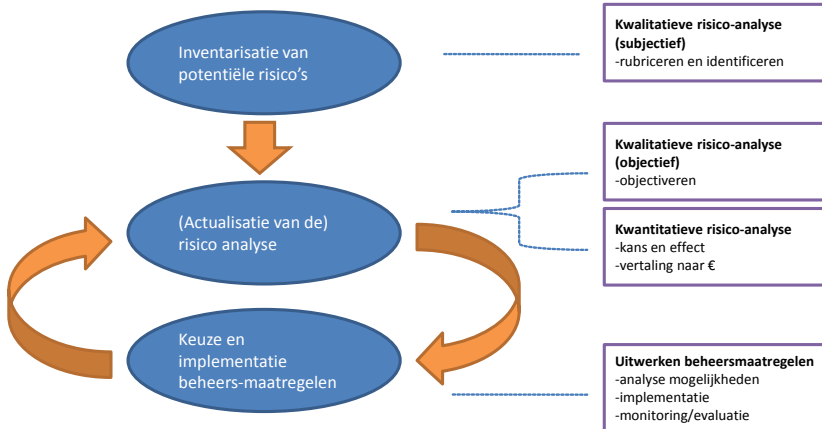 Inventarisatie van
potentiële risico's
Kwalitatieve risico-analyse
(subjectief)
-rubriceren en identificeren
(Actualisatie van de)
risico analyse
Kwalitatieve risico-analyse
(objectief)
-objectiveren
Kwantitatieve risico-analyse
-kans en effect
-vertaling naar €
Keuze en
implementatie
beheers-maatregelen
Uitwerken beheersmaatregelen
-analyse mogelijkheden
-implementatie
-monitoring/evaluatie